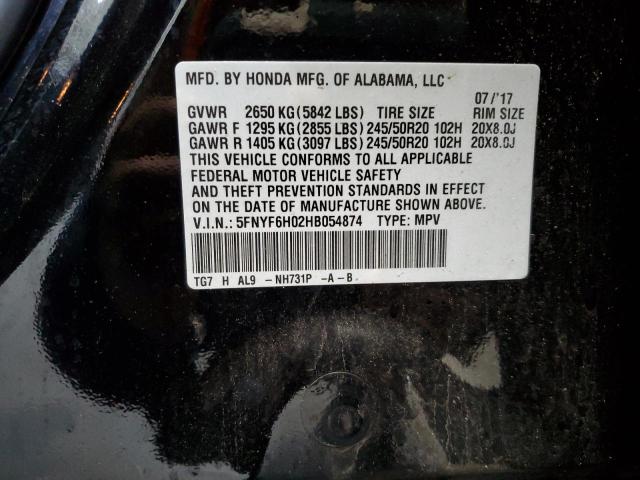 MFD. BY HONDA MFG. OF ALABAMA, LLC
07/'17
GVWR 2650 KG(5842 LBS) TIRE SIZE RIM SIZE
GAWR F 1295 KG(2855 LBS)245/50R20 102H 20X8.0J
GAWR R 1405 KG(3097 LBS)245/50R20 102H 20X8.0J
THIS VEHICLE CONFORMS TO ALL APPLICABLE
FEDERAL MOTOR VEHICLE SAFETY
AND THEFT PREVENTION STANDARDS IN EFFECT
ON THE DATE OF MANUFACTURE SHOWN ABOVE.
V.I.N.: 5FNYF6H02HB054874 TYPE: MPV
TG7 H AL9 - NH731P -A-B-